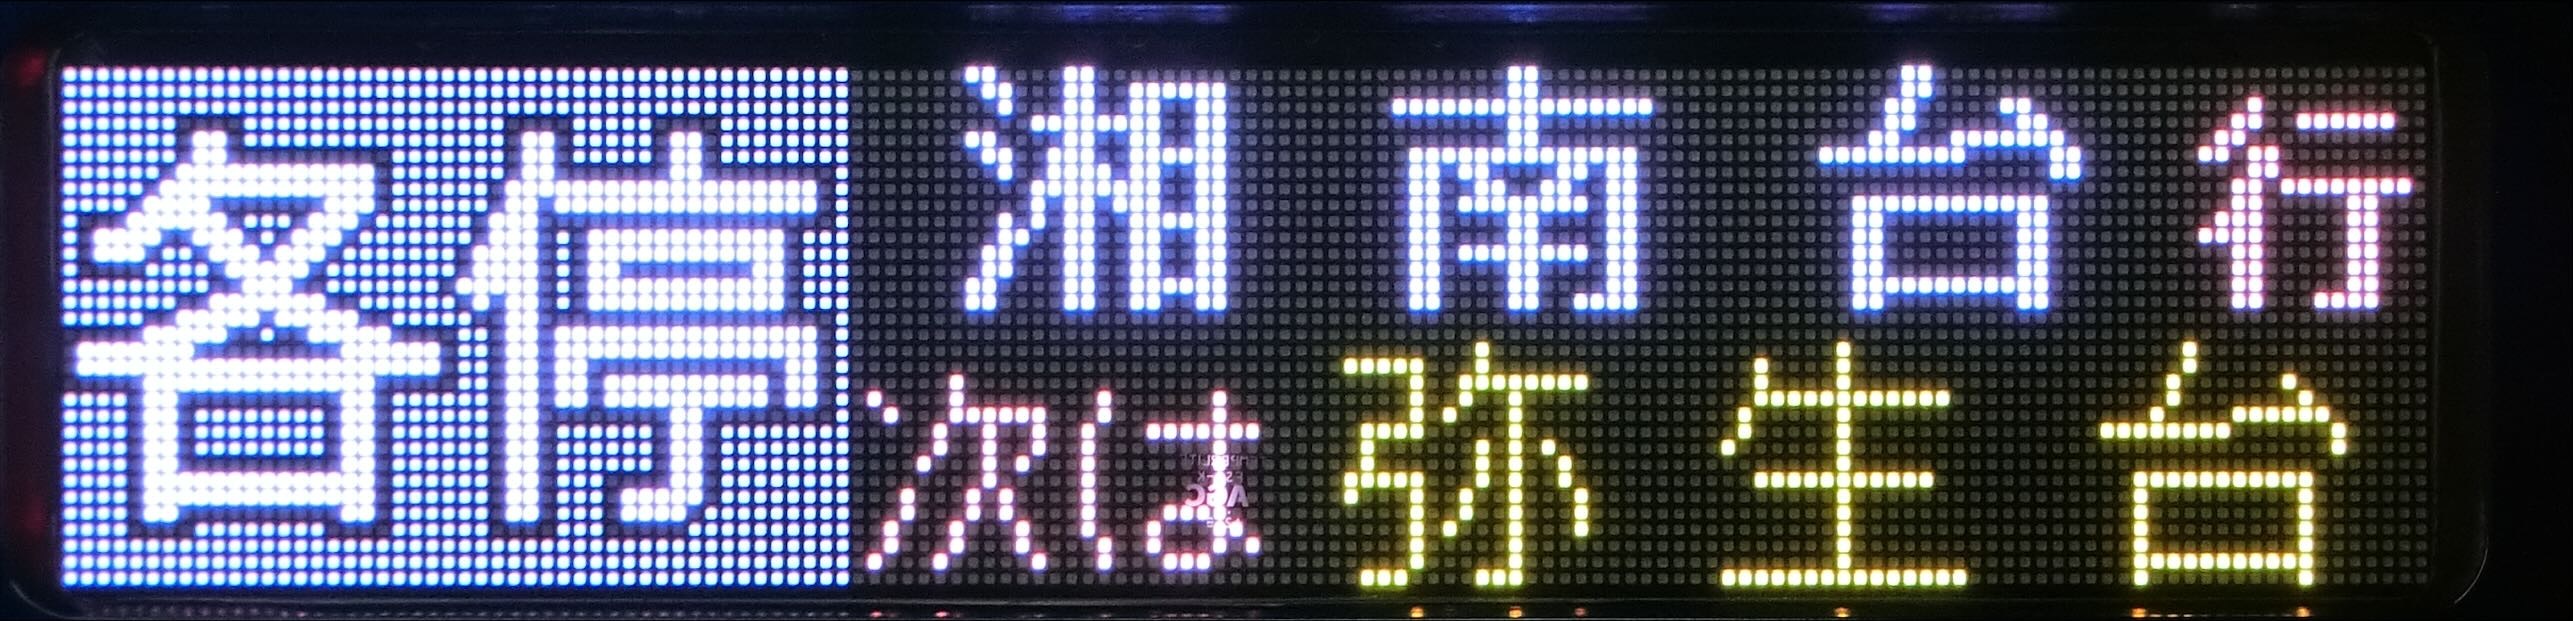 各停 湘南台行
次は 弥生台